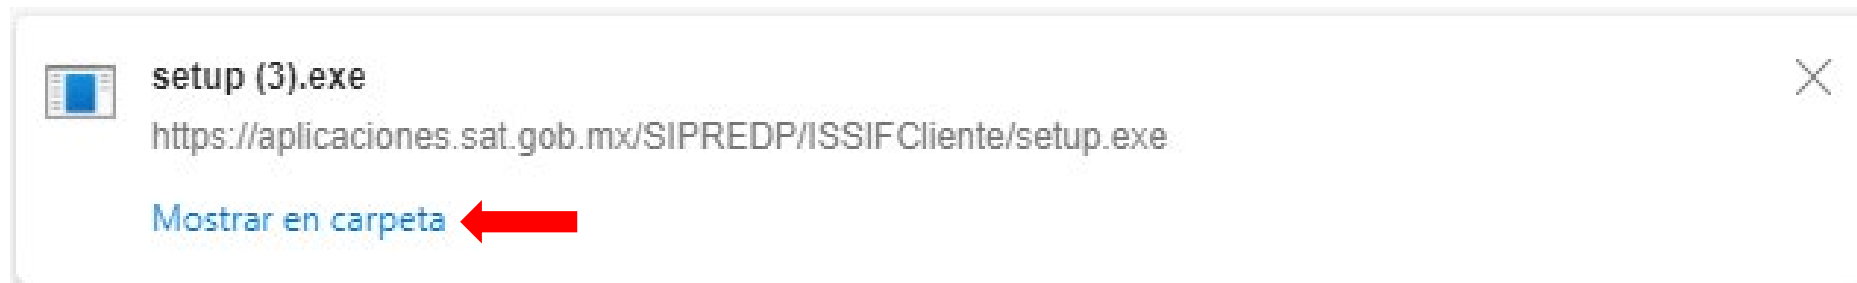 setup (3).exe
https://aplicaciones.sat.gob.mx/SIPREDP/ISSIFCliente/setup.exe
Mostrar en carpeta